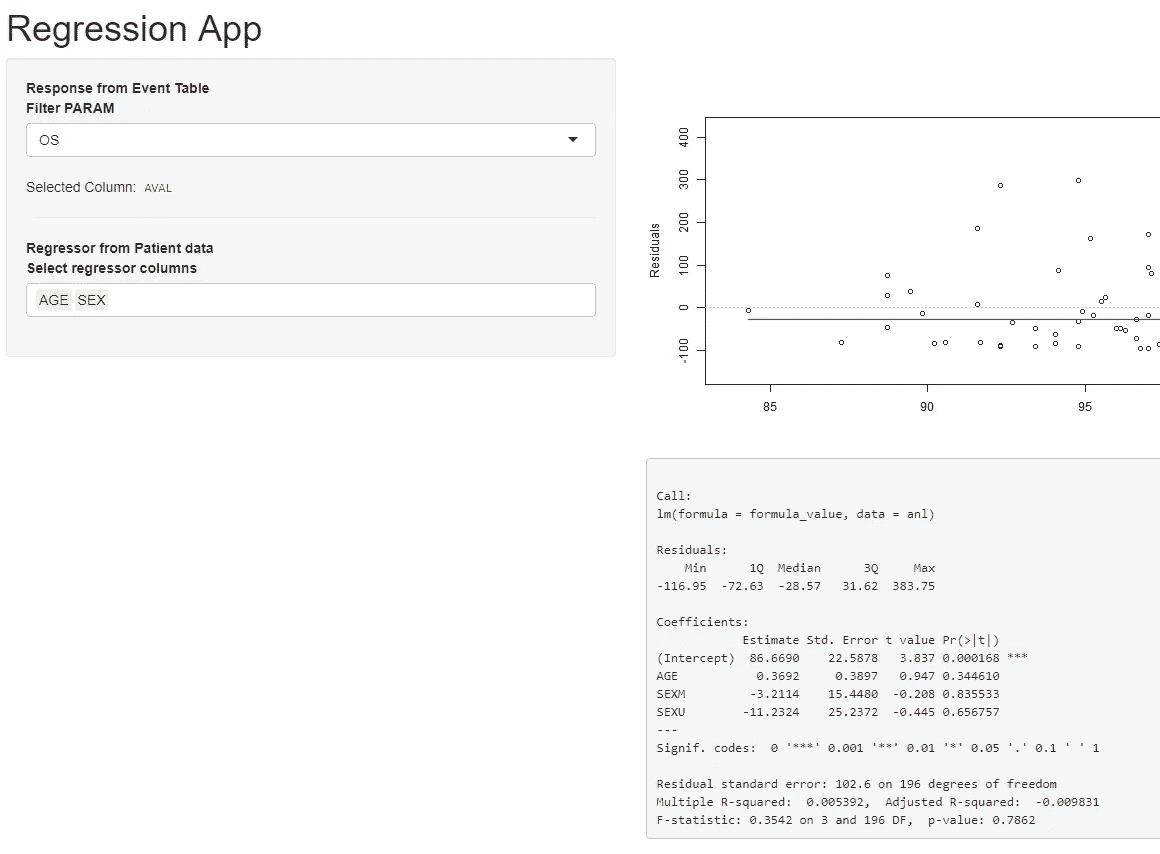 Regression App
Response from Event Table
Filter PARAM
OS
Selected Column: AVAL
Regressor from Patient data
Select regressor columns
AGE SEX
Residuals
400
300
200
100
0
-100
85 90 95
Call:
lm(formula = formula_value, data = anl)
Residuals:
Min 1Q Median 3Q Max
-116.95 -72.63 -28.57 31.62 383.75
Coefficients:
Estimate Std. Error t value Pr(>|t|)
(Intercept) 86.6690 22.5878 3.837 0.000168 ***
AGE 0.3692 0.3897 0.947 0.344610
SEXM -3.2114 15.4480 -0.208 0.835533
SEXU -11.2324 25.2372 -0.445 0.656757
---
Signif. codes: 0 '***' 0.001 '**' 0.01 '*' 0.05 '.' 0.1 ' ' 1
Residual standard error: 102.6 on 196 degrees of freedom
Multiple R-squared: 0.005392, Adjusted R-squared: -0.009831
F-statistic: 0.3542 on 3 and 196 DF, p-value: 0.7862